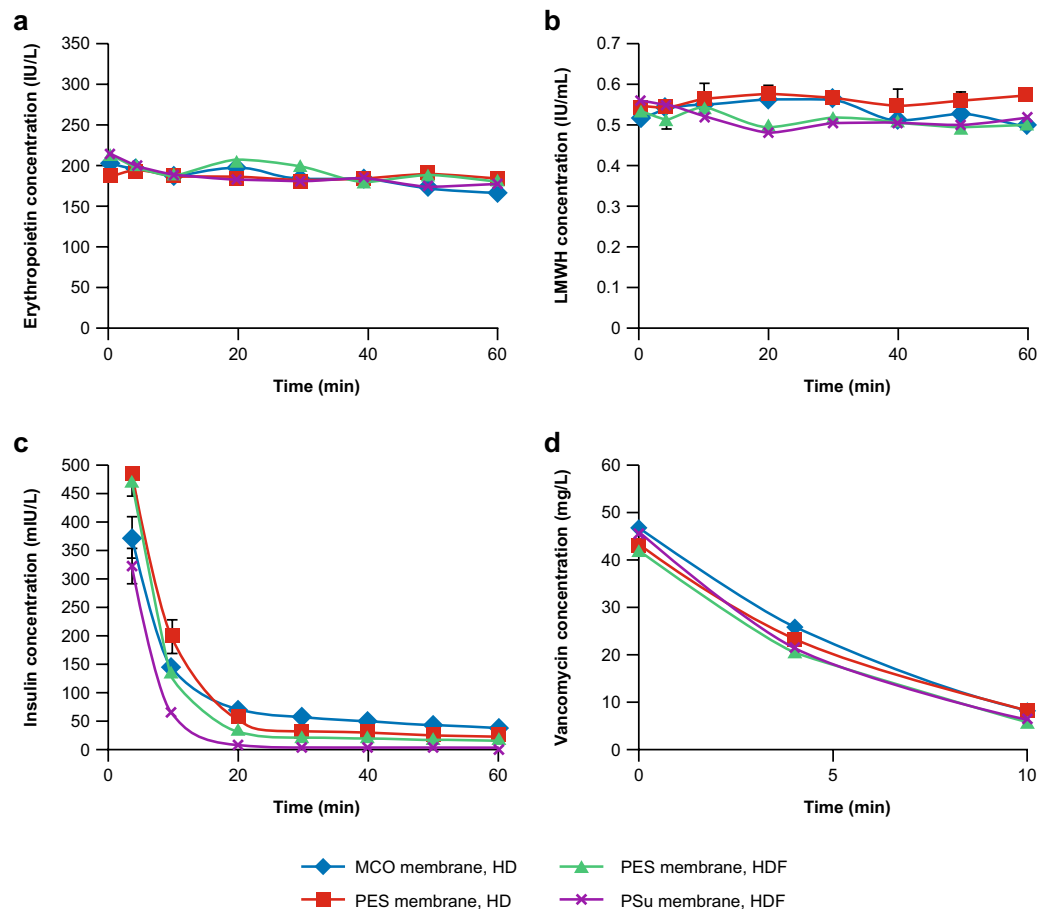 a
Erythropoietin concentration (IU/L)
350
300
250
200
150
100
50
0
0 20 40 60
Time (min)
b
LMWH concentration (IU/mL)
0.7
0.6
0.5
0.4
0.3
0.2
0.1
0
0 20 40 60
Time (min)
c
Insulin concentration (mIU/L)
500
450
400
350
300
250
200
150
100
50
0
0 20 40 60
Time (min)
d
Vancomycin concentration (mg/L)
60
50
40
30
20
10
0
0 5 10
Time (min)
MCO membrane, HD
PES membrane, HDF
PES membrane, HD
PSu membrane, HDF